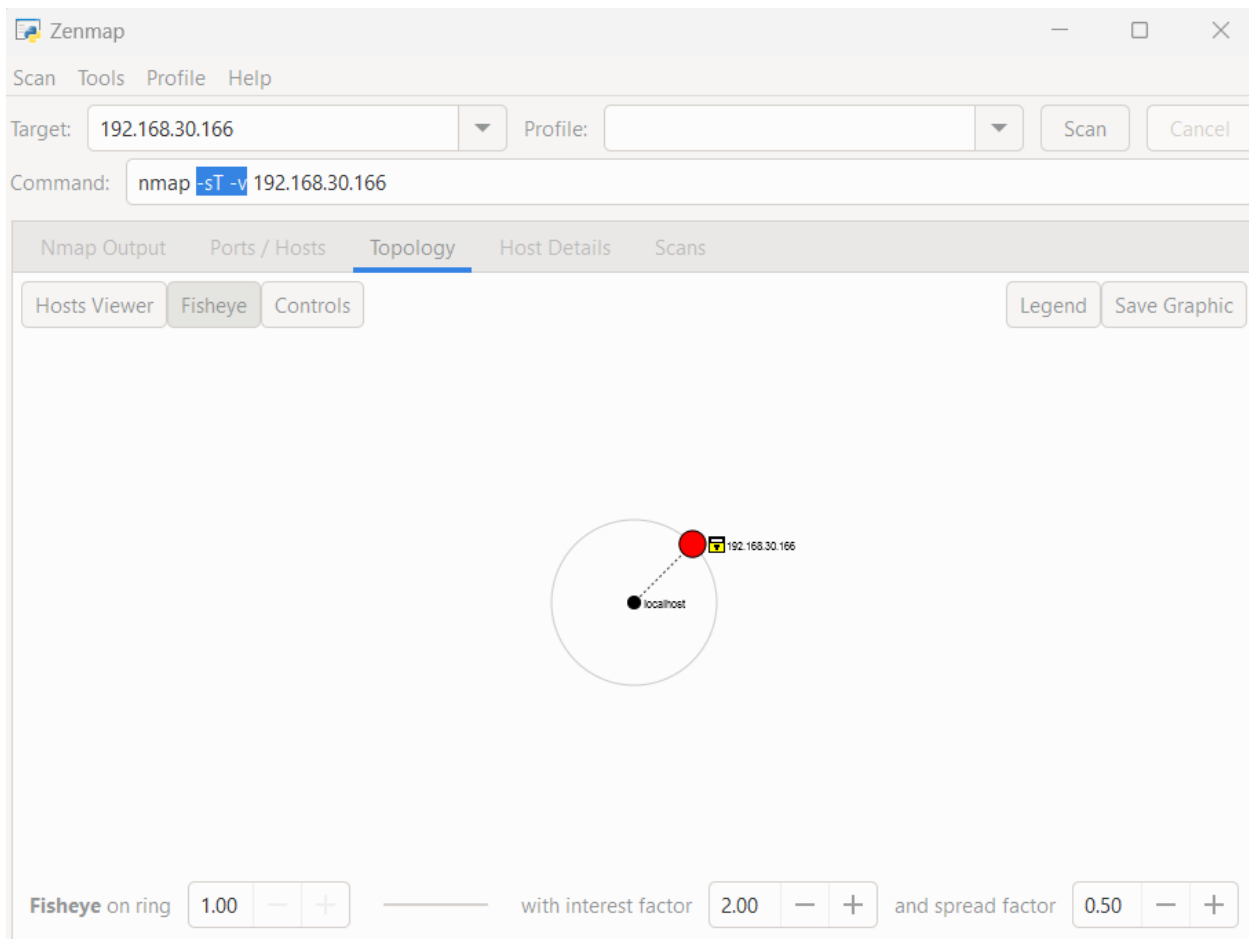 Zenmap
Scan Tools Profile Help
Target: 192.168.30.166 Profile: Scan Cancel
Command: nmap -sT -v 192.168.30.166
Nmap Output Ports / Hosts Topology Host Details Scans
Hosts Viewer Fisheye Controls Legend Save Graphic
192.168.30.166
localhost
Fisheye on ring 1.00 with interest factor 2.00 and spread factor 0.50